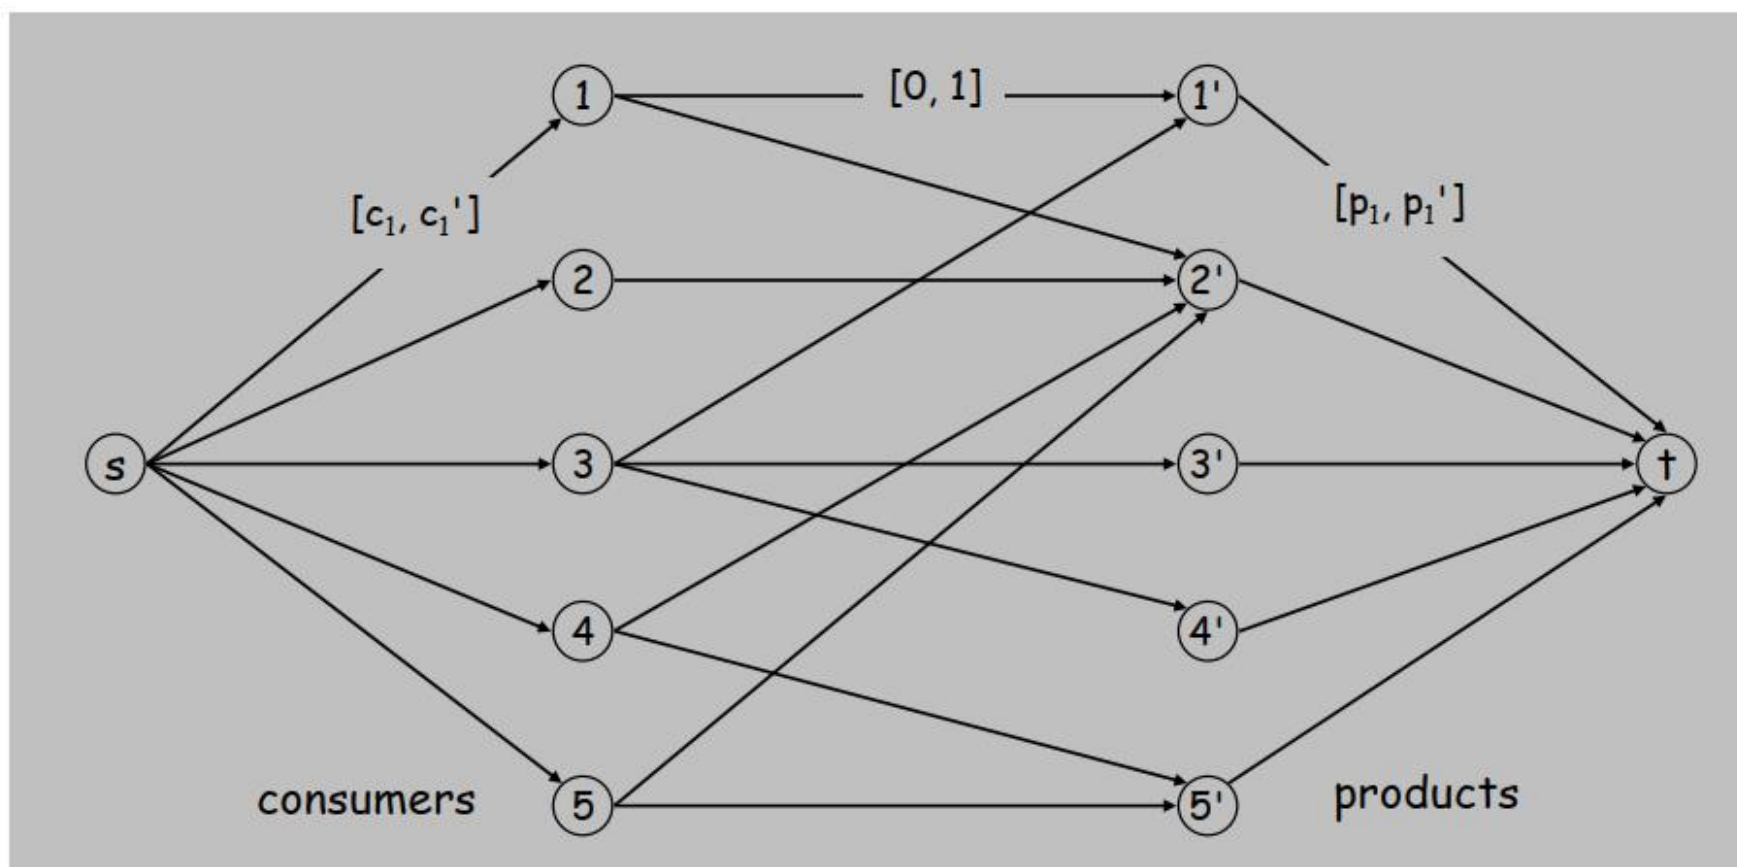 1
[0, 1]
1'
[c₁, c₁']
[p₁, p₁']
2
2'
s
3
3'
t
4
4'
consumers
5
5'
products